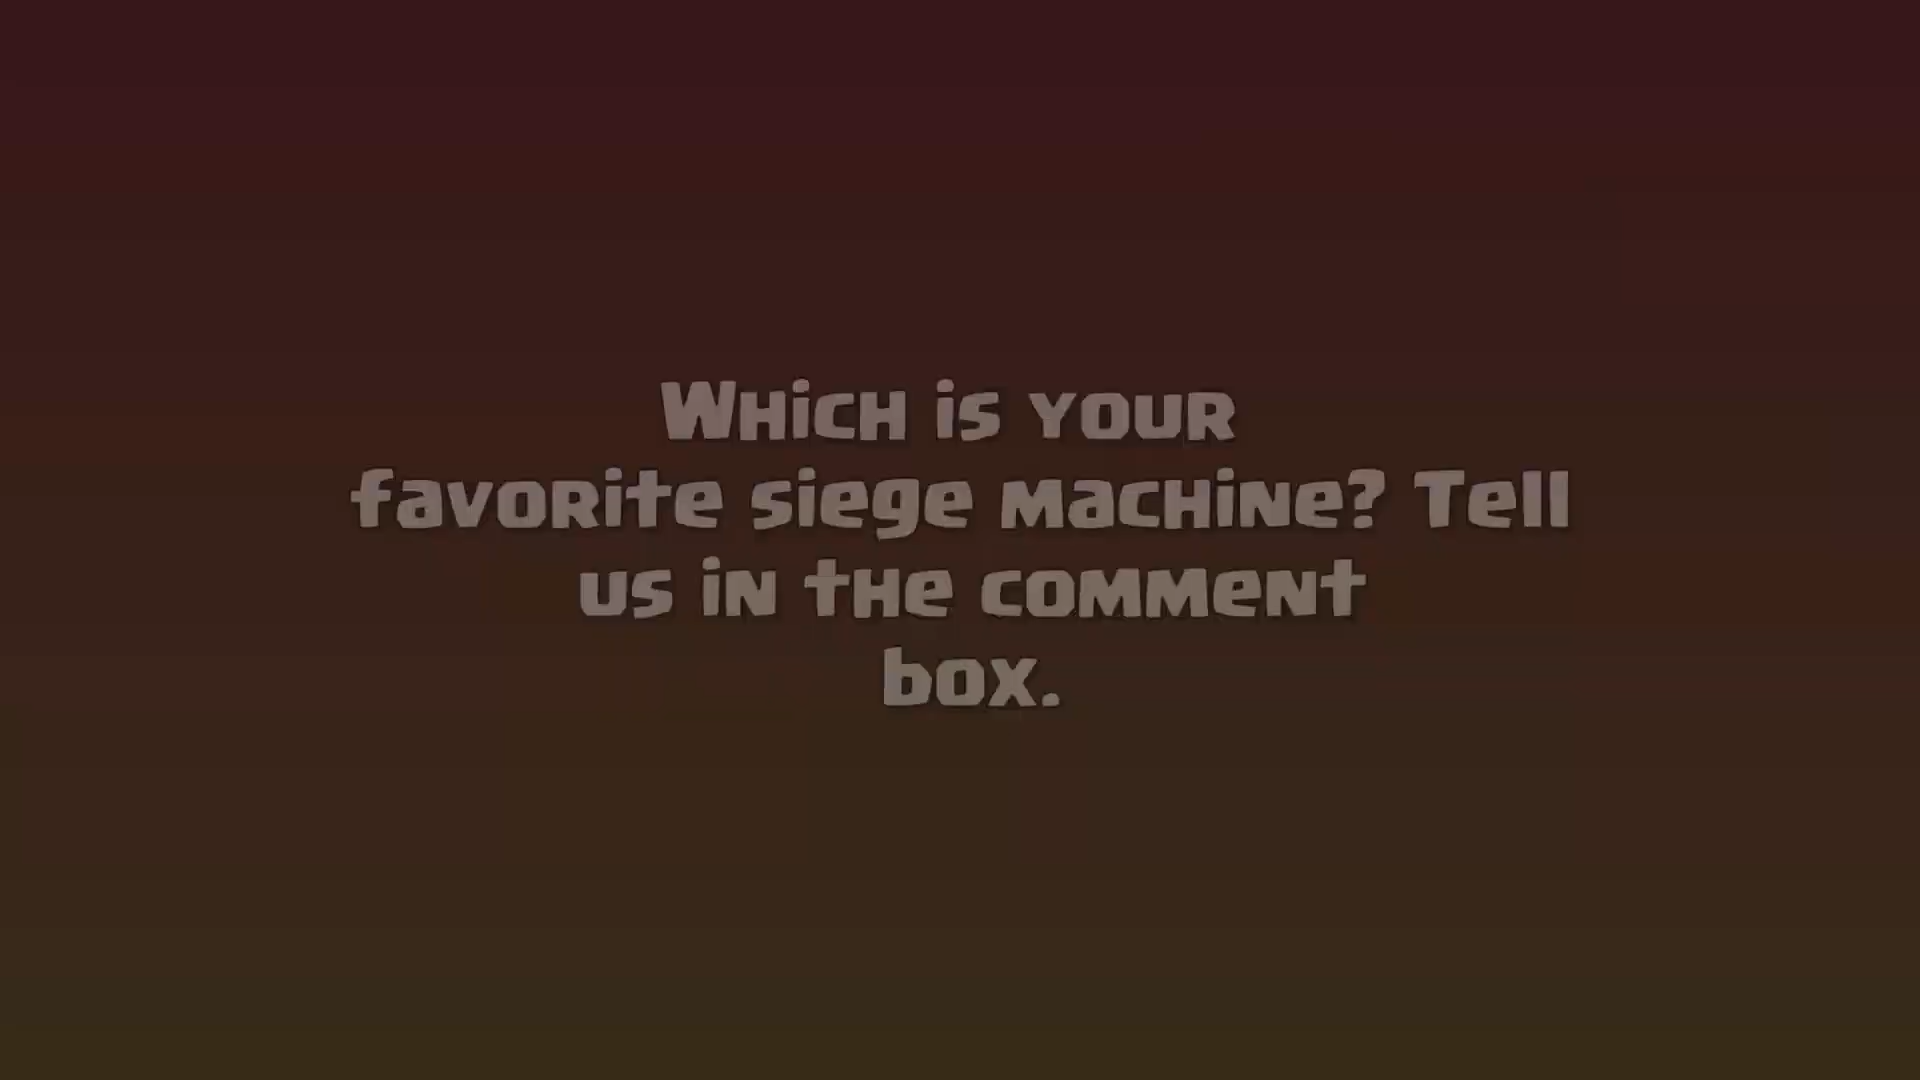 Which is your
favorite siege machine? Tell
us in the comment
box.